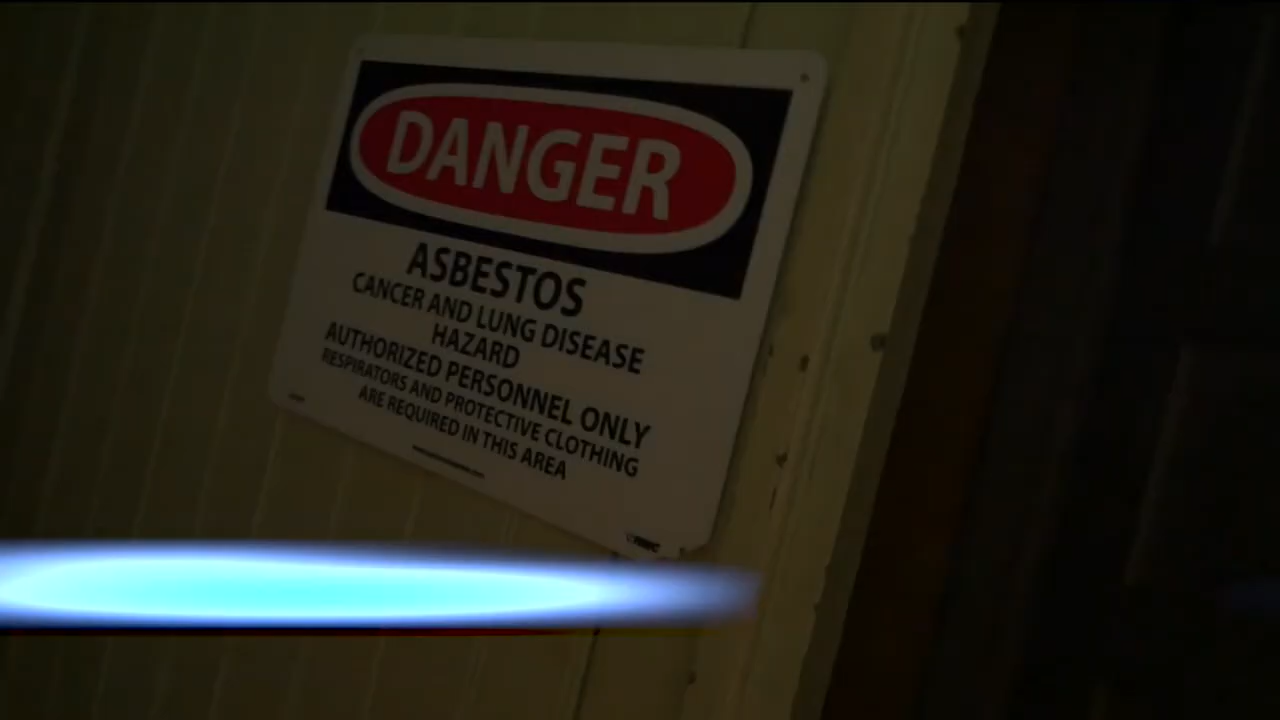 DANGER
ASBESTOS
CANCER AND LUNG DISEASE
HAZARD
AUTHORIZED PERSONNEL ONLY
RESPIRATORS AND PROTECTIVE CLOTHING
ARE REQUIRED IN THIS AREA